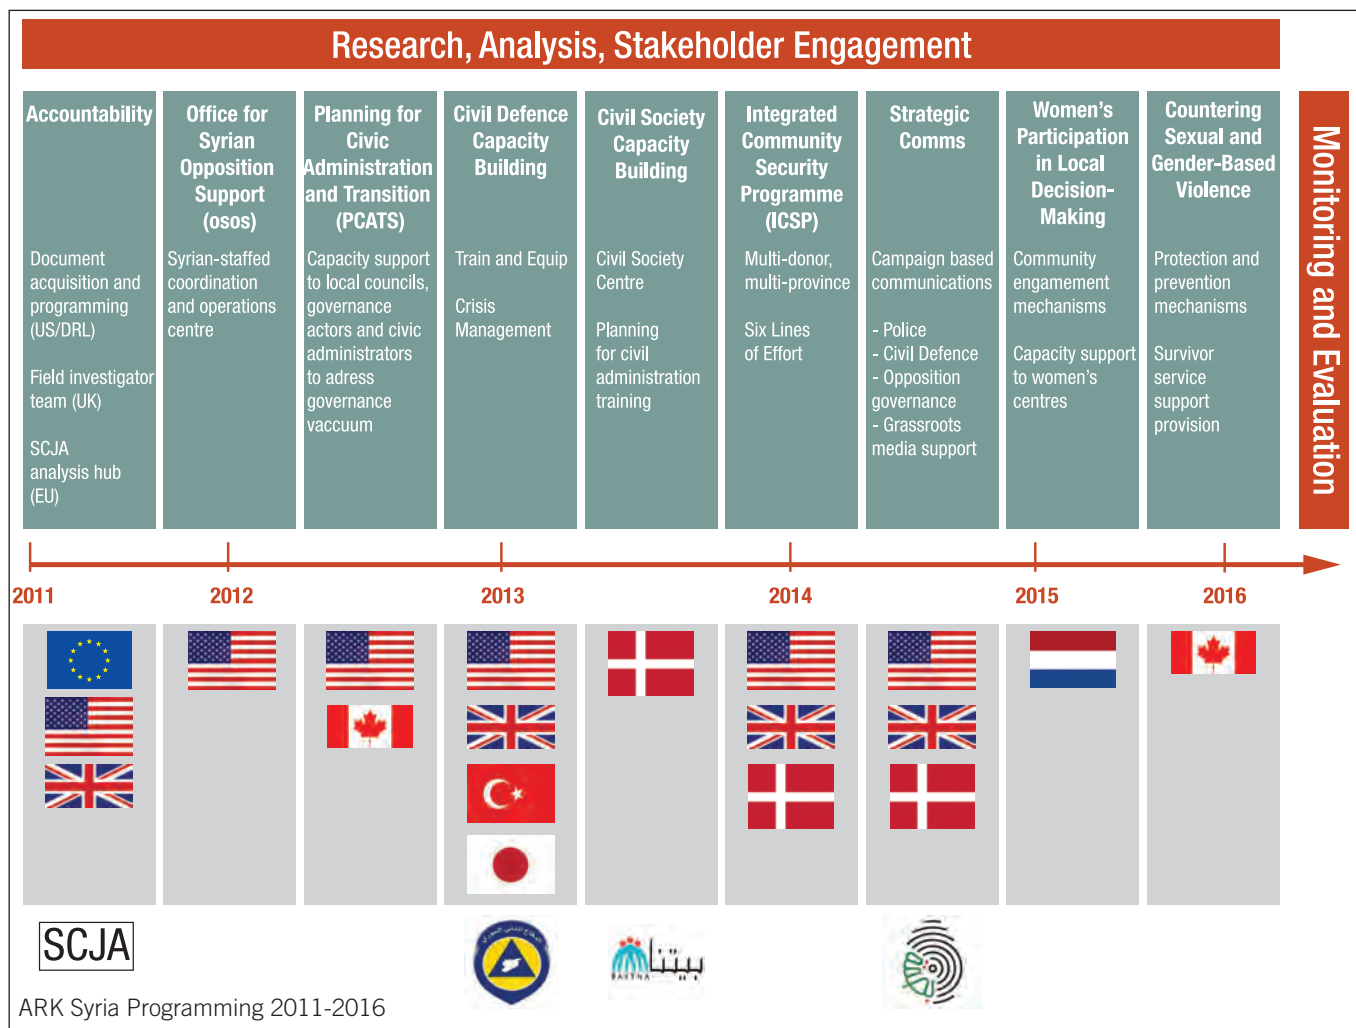 Research, Analysis, Stakeholder Engagement
Accountability
Document
acquisition and
programming
(US/DRL)
Field investigator
team (UK)
SCJA
analysis hub
(EU)
Office for
Syrian
Opposition
Support
(osos)
Syrian-staffed
coordination
and operations
centre
Planning for
Civic
Administration
and Transition
(PCATS)
Capacity support
to local councils,
governance
actors and civic
administrators
to adress
governance
vaccuum
Civil Defence
Capacity
Building
Train and Equip
Crisis
Management
Civil Society
Capacity
Building
Civil Society
Centre
Planning
for civil
administration
training
Integrated
Community
Security
Programme
(ICSP)
Multi-donor,
multi-province
Six Lines
of Effort
Strategic
Comms
Campaign based
communications
- Police
- Civil Defence
- Opposition
governance
- Grassroots
media support
Women's
Participation
in Local
Decision-
Making
Community
engamement
mechanisms
Capacity support
to women's
centres
Countering
Sexual and
Gender-Based
Violence
Protection and
prevention
mechanisms
Survivor
service
support
provision
Monitoring and Evaluation
2011
2012
2013
2014
2015
2016
SCJA
الدفاع المدني السوري
بيتنا
BAYTNA
ARK Syria Programming 2011-2016